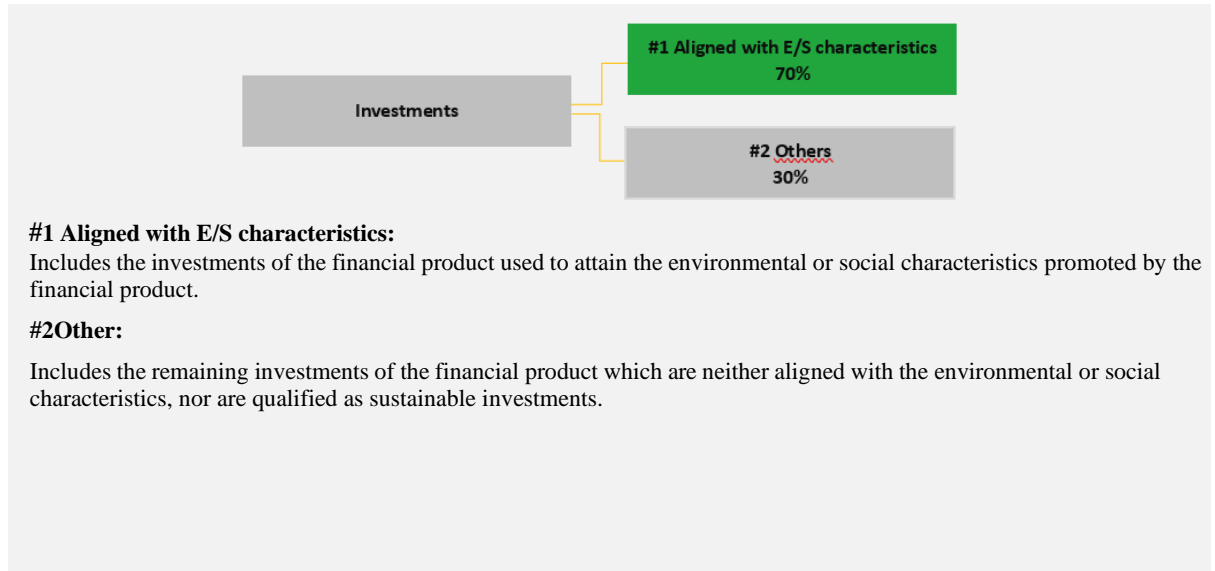 #1 Aligned with E/S characteristics
70%
Investments
#2 Others
30%
#1 Aligned with E/S characteristics:
Includes the investments of the financial product used to attain the environmental or social characteristics promoted by the
financial product.
#2Other:
Includes the remaining investments of the financial product which are neither aligned with the environmental or social
characteristics, nor are qualified as sustainable investments.